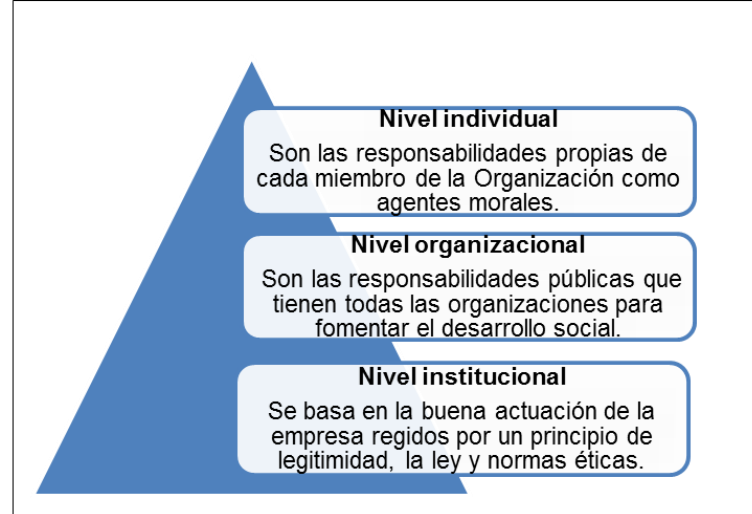 Nivel individual
Son las responsabilidades propias de
cada miembro de la Organización como
agentes morales.
Nivel organizacional
Son las responsabilidades públicas que
tienen todas las organizaciones para
fomentar el desarrollo social.
Nivel institucional
Se basa en la buena actuación de la
empresa regidos por un principio de
legitimidad, la ley y normas éticas.